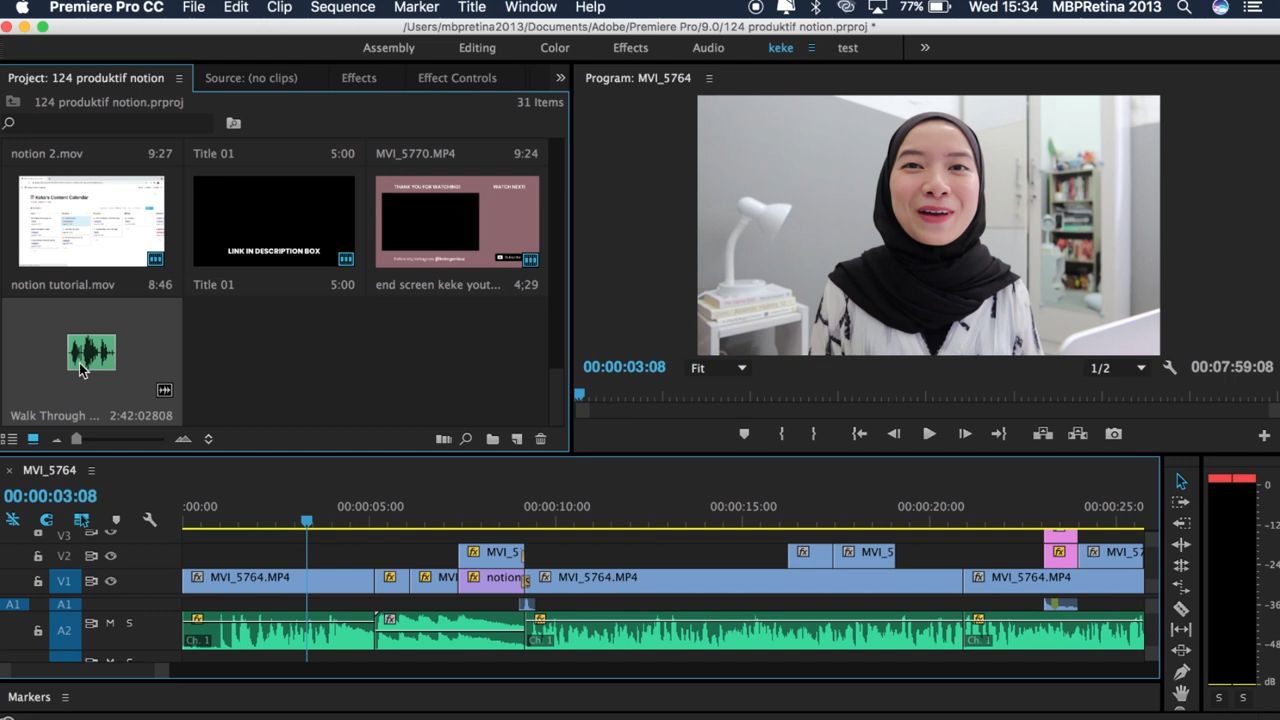 Premiere Pro CC File Edit Clip Sequence Marker Title Window Help 77% Wed 15:34 MBPRetina 2013
/Users/mbpretina2013/Documents/Adobe/Premiere Pro/9.0/124 produktif notion.prproj *
Assembly Editing Color Effects Audio keke test
Project: 124 produktif notion Source: (no clips) Effects Effect Controls
Program: MVI_5764
124 produktif notion.prproj 31 Items
notion 2.mov 9:27 Title 01 5:00 MVI_5770.MP4 9:24
Keke's Content Calendar
THANK YOU FOR WATCHING! WATCH NEXT!
LINK IN DESCRIPTION BOX
notion tutorial.mov 8:46 Title 01 5:00 end screen keke yout... 4;29
Walk Through ... 2:42:02808
00:00:03:08 Fit 1/2 00:07:59:08
MVI_5764
00:00:03:08
:00:00 00:00:05:00 00:00:10:00 00:00:15:00 00:00:20:00 00:00:25:00
V3
V2 MVI_5 MVI_5 MVI_57
V1 MVI_5764.MP4 MVI notion MVI_5764.MP4 MVI_5764.MP4
A1 A1
A2 M S Ch. 1 Ch. 1 Ch. 1
0
-12
-24
-36
-48
dB
S S
Markers